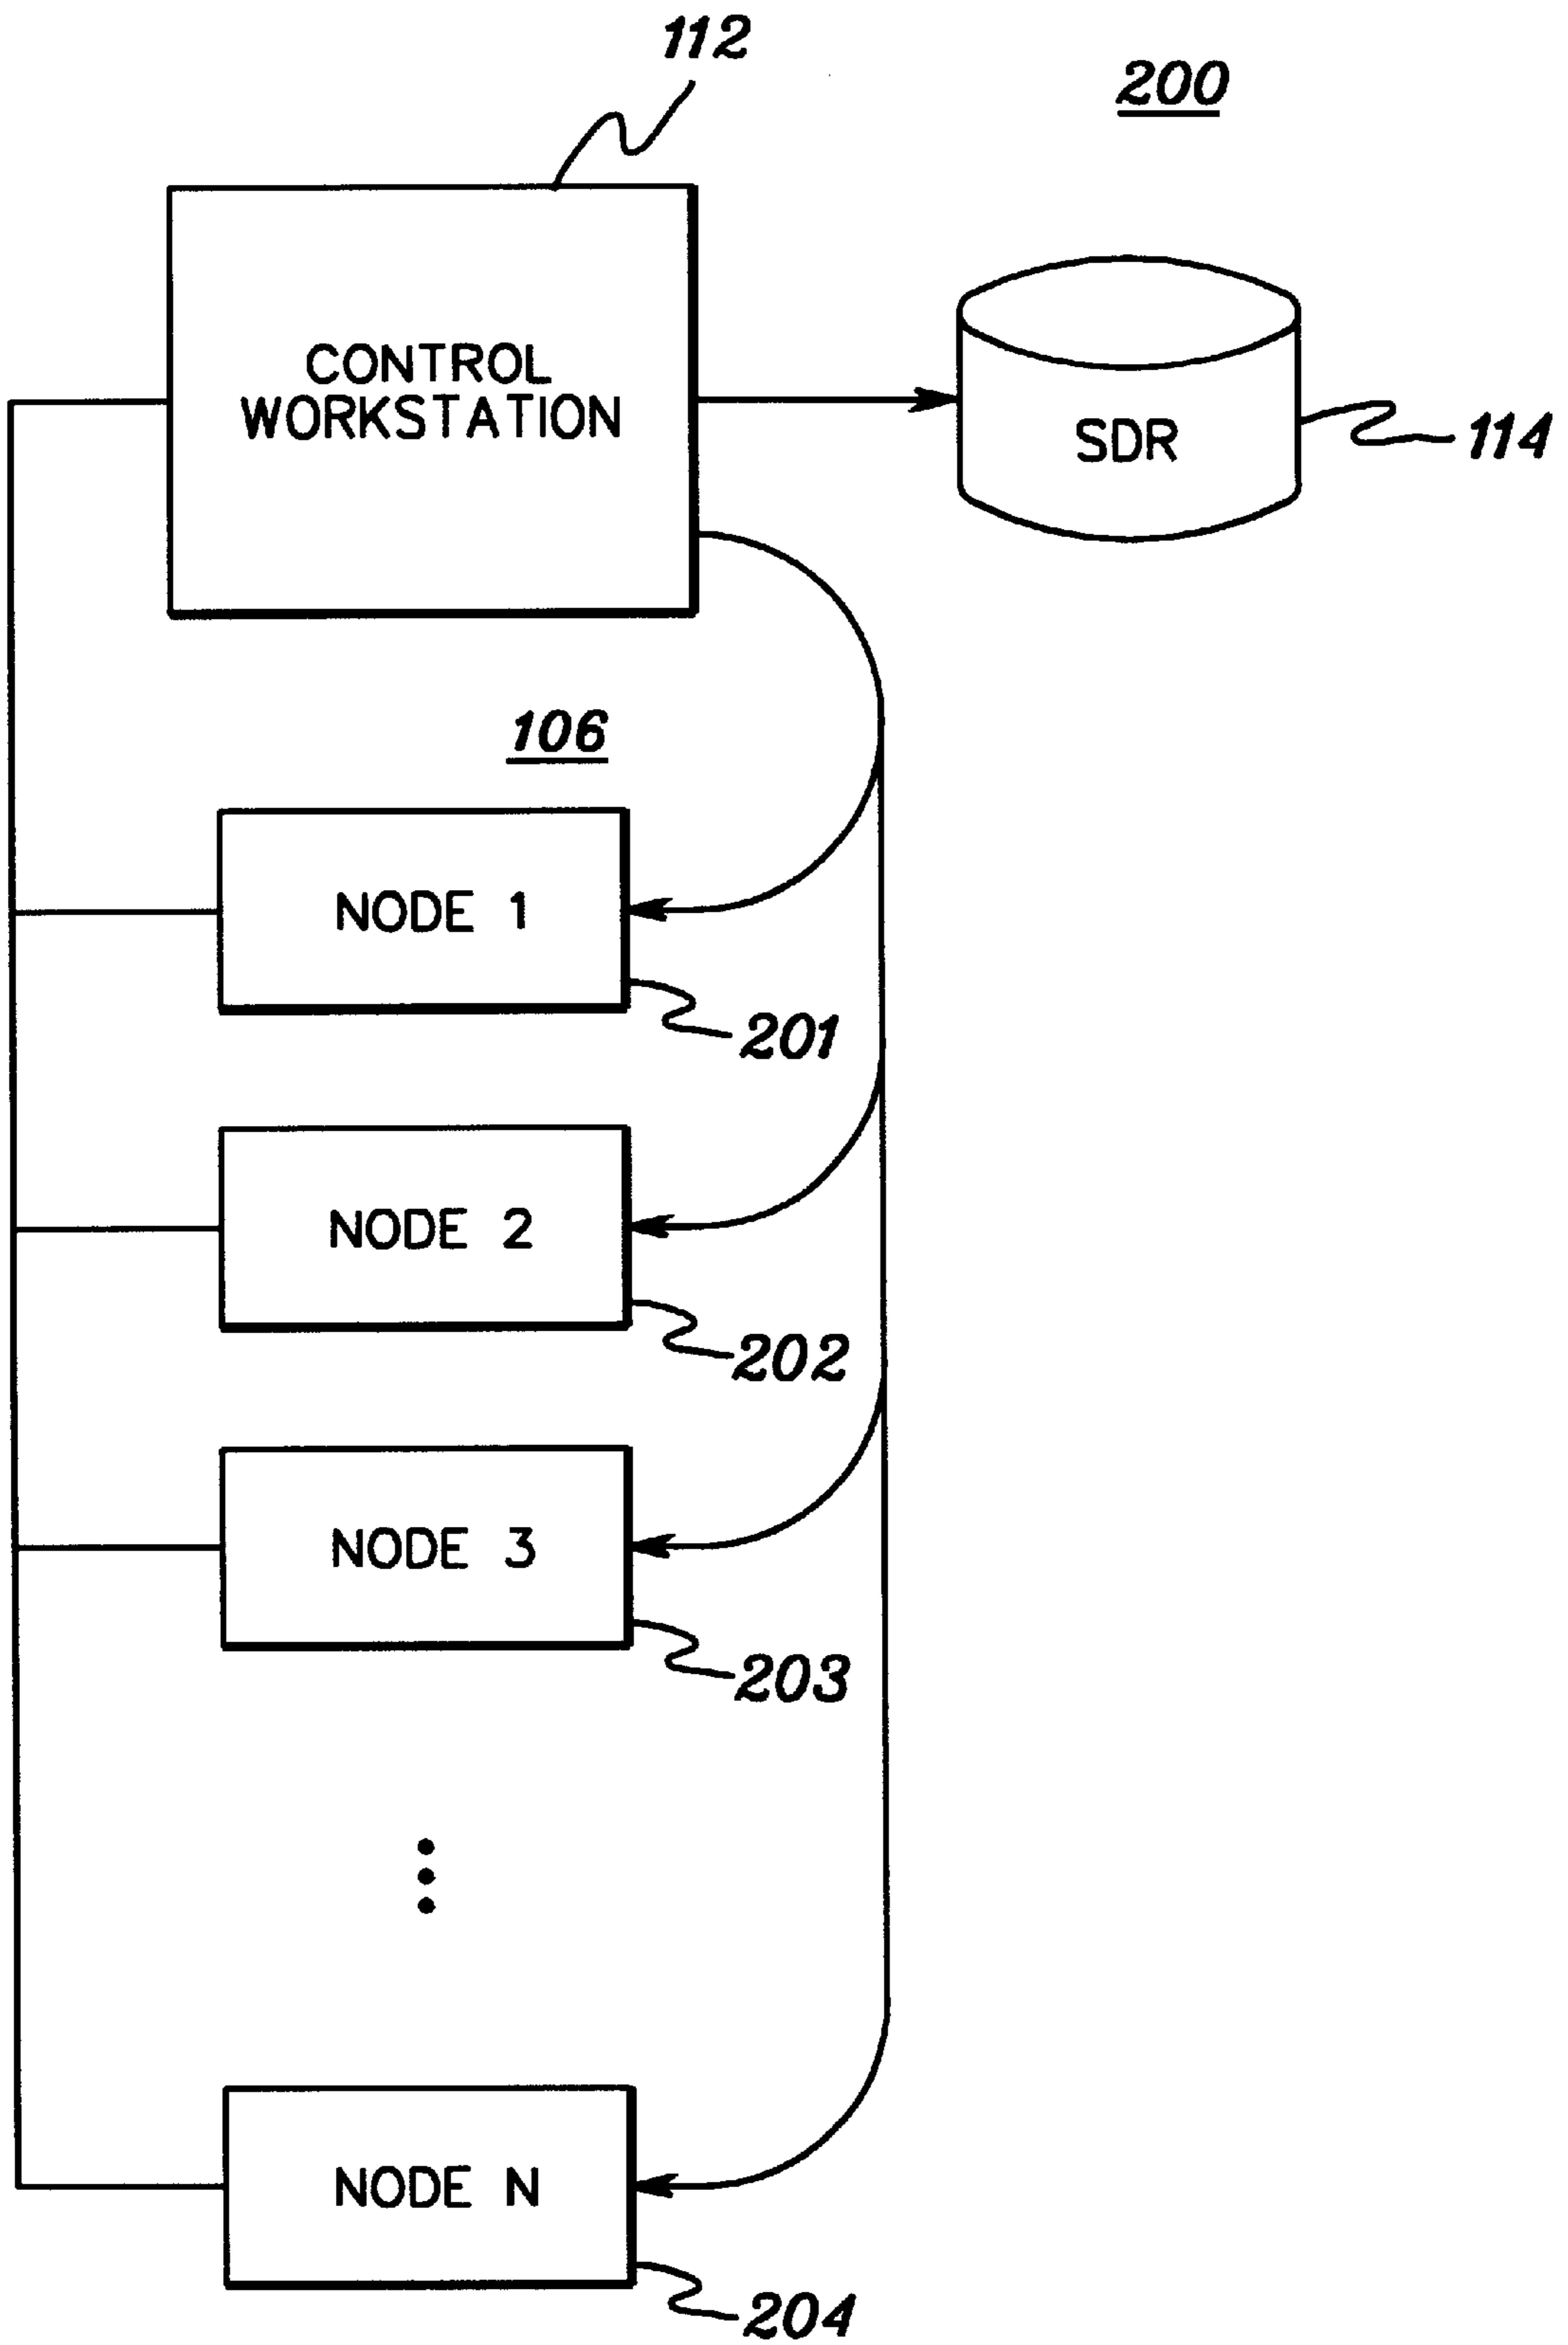 112
200
CONTROL
WORKSTATION
SDR
114
106
NODE 1
201
NODE 2
202
NODE 3
203
NODE N
204